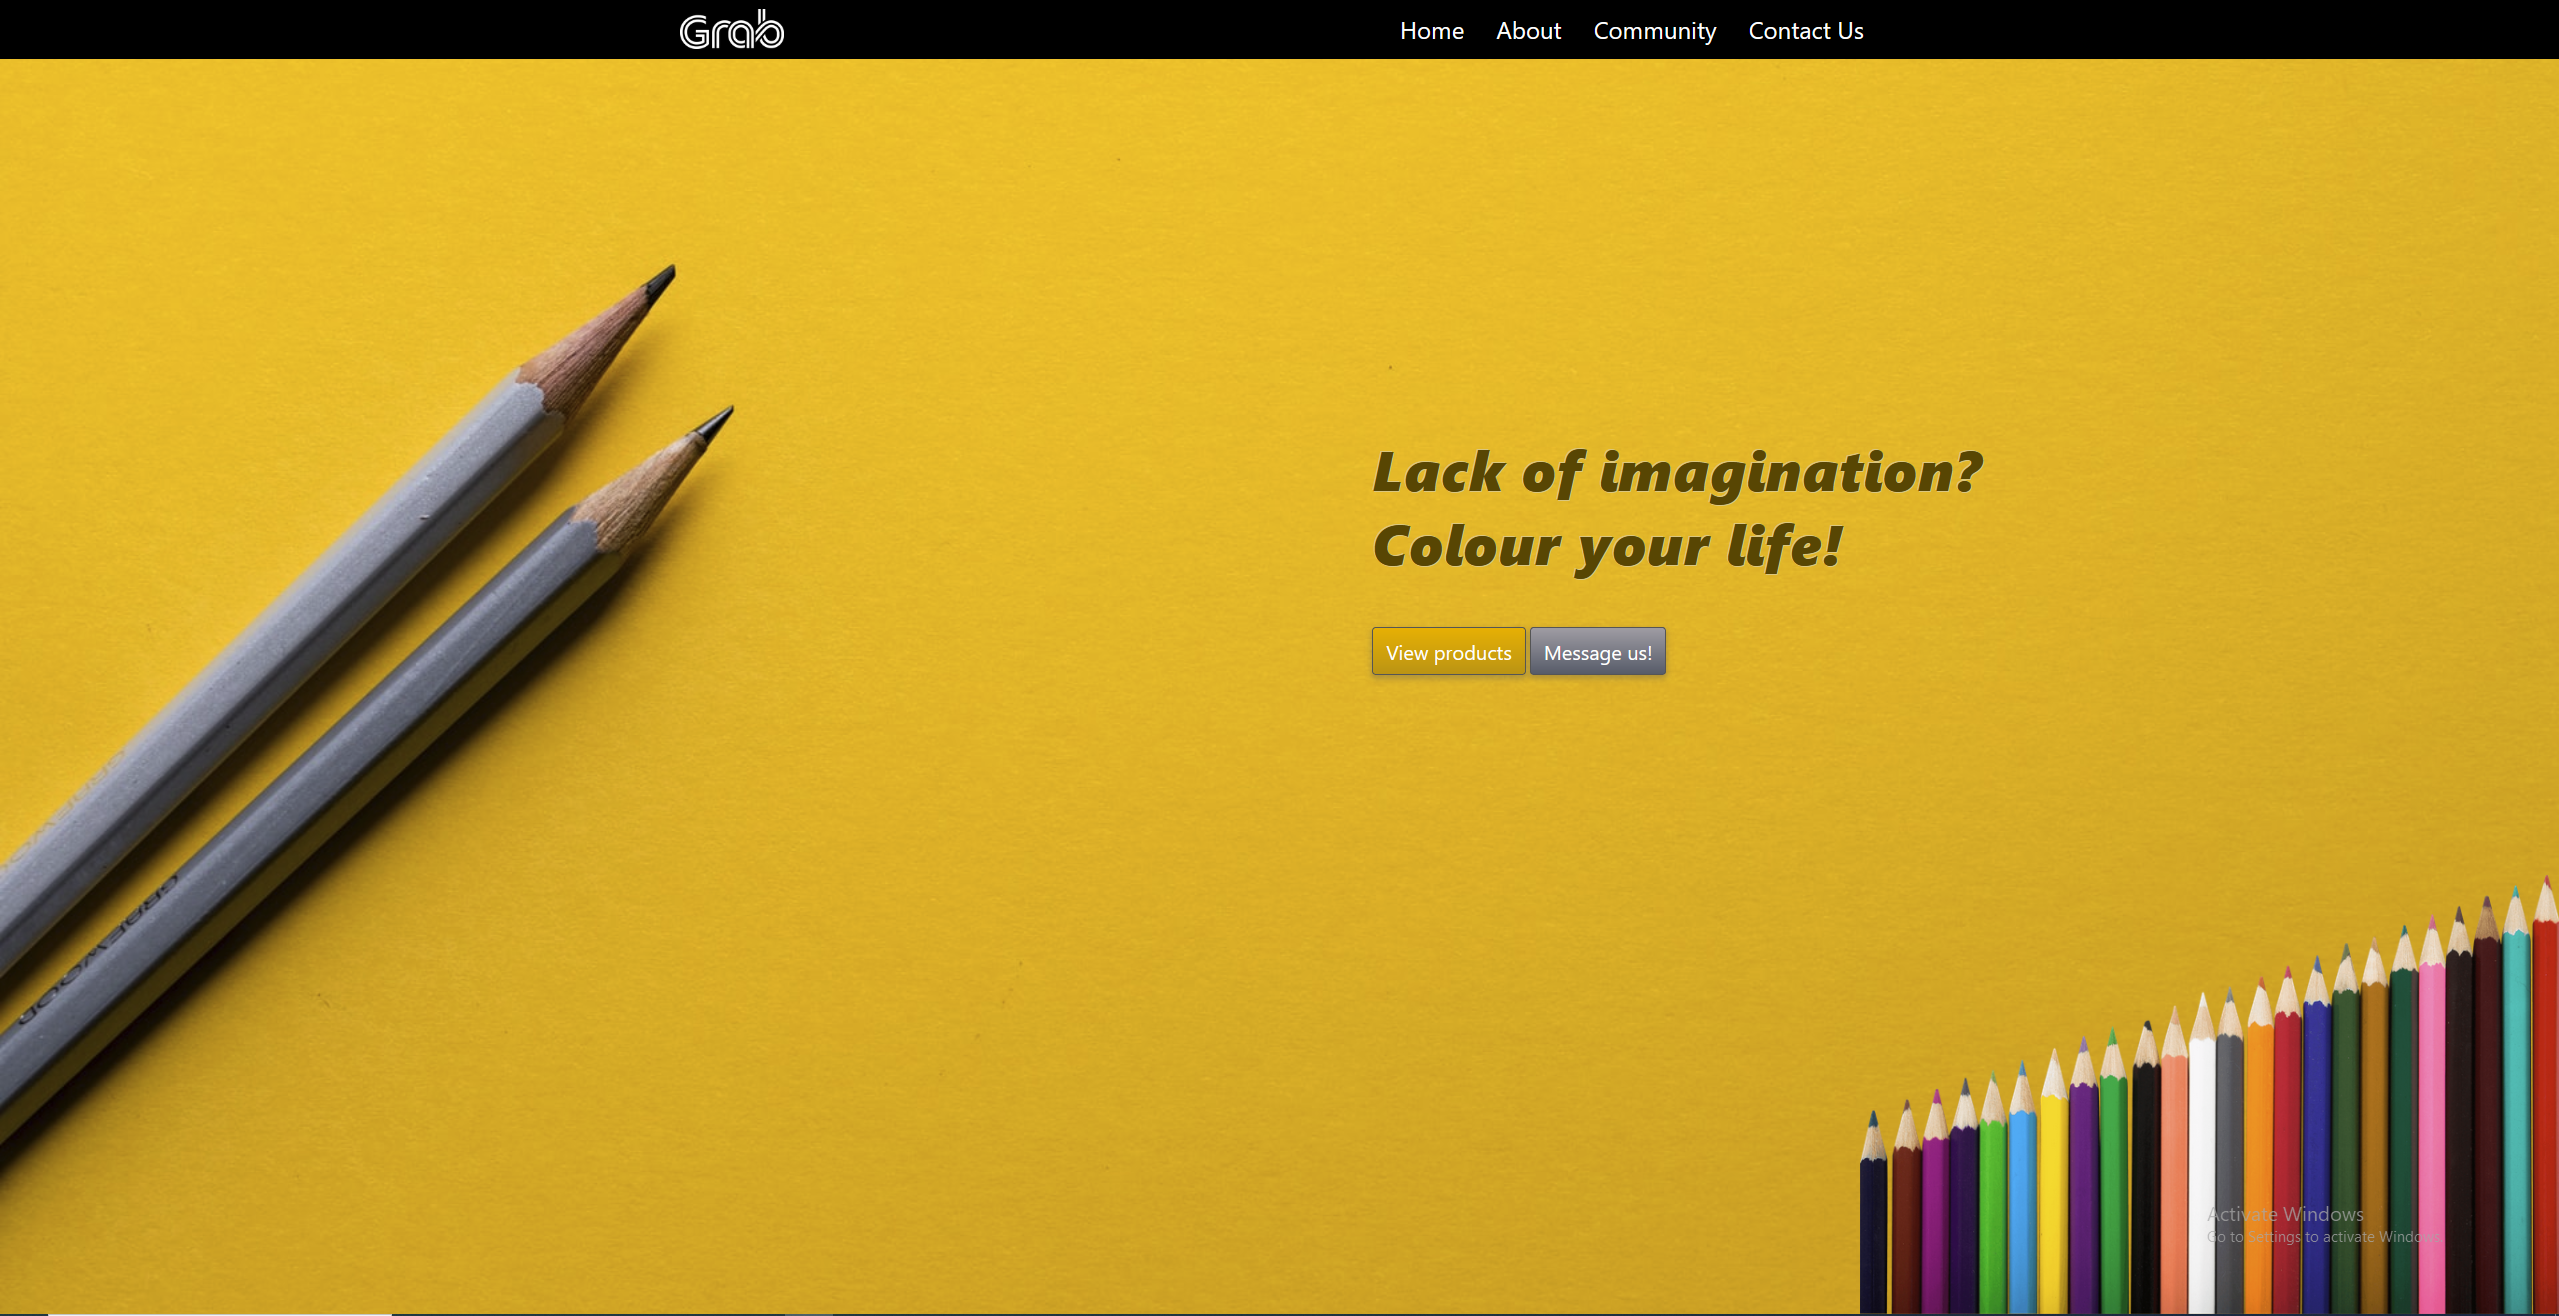 Grab
Home About Community Contact Us
Lack of imagination?
Colour your life!
View products Message us!
Activate Windows
Go to Settings to activate Windows.